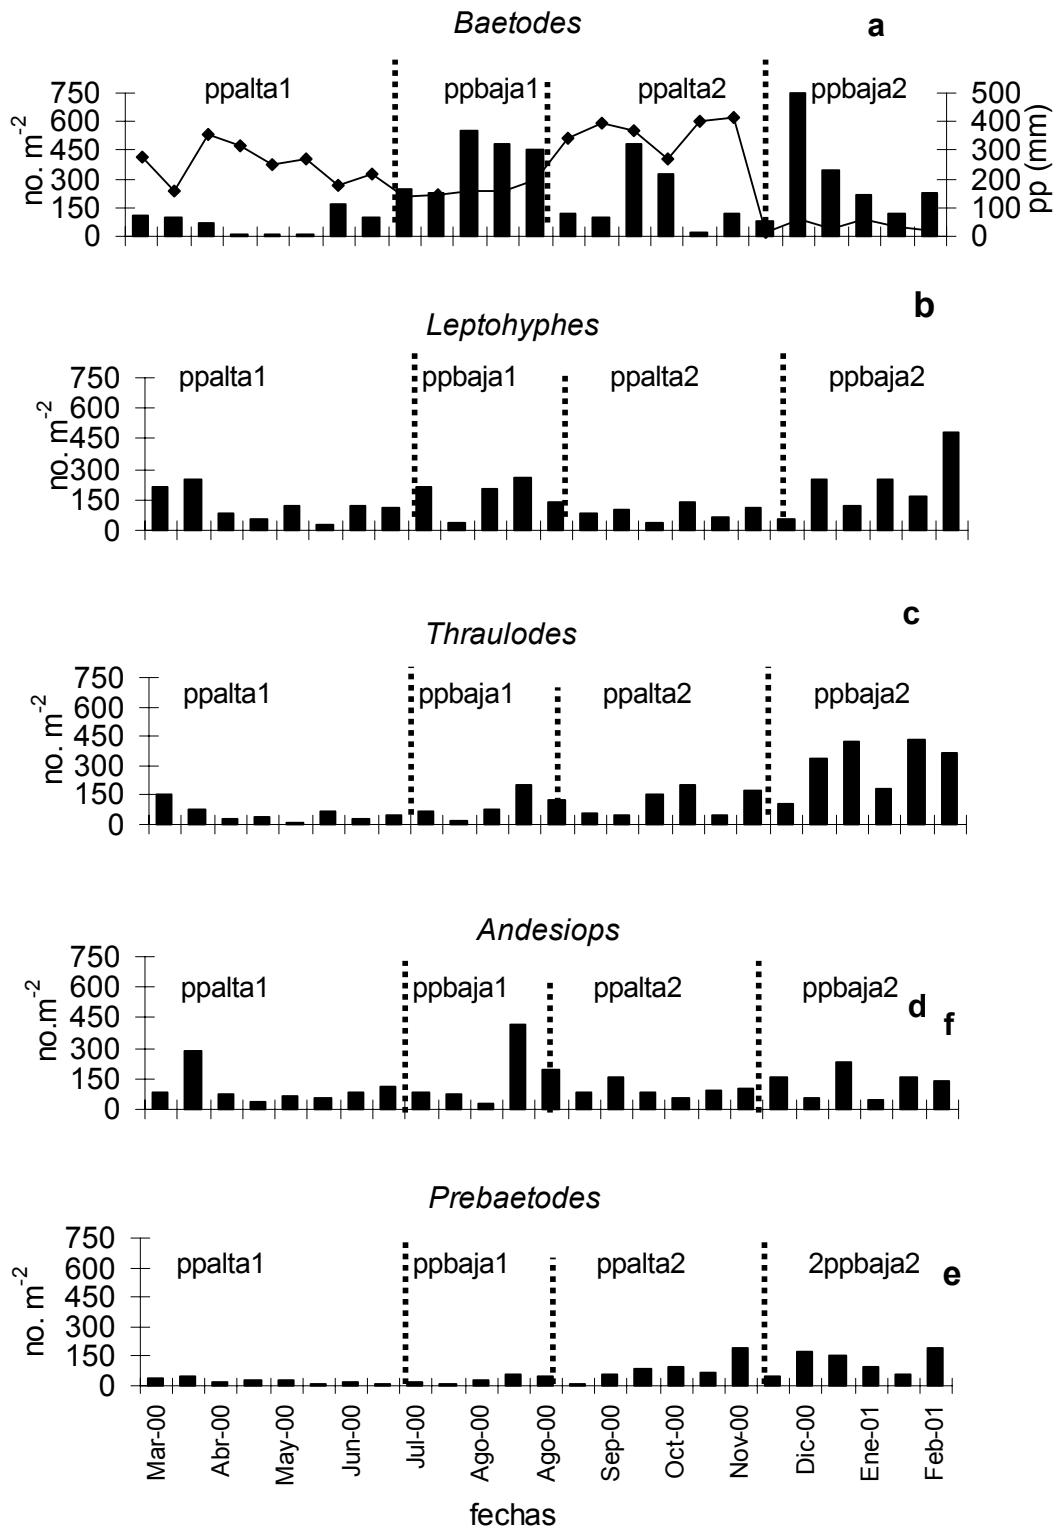 Baetodes a
ppalta1 ppbaja1 ppalta2 ppbaja2
750 500
600 400
450 300
300 200
150 100
0 0
no. m-2
pp (mm)
Leptohyphes b
ppalta1 ppbaja1 ppalta2 ppbaja2
750
600
450
300
150
0
no. m-2
Thraulodes c
ppalta1 ppbaja1 ppalta2 ppbaja2
750
600
450
300
150
0
no. m-2
Andesiops
ppalta1 ppbaja1 ppalta2 ppbaja2 d f
750
600
450
300
150
0
no.m-2
Prebaetodes
ppalta1 ppbaja1 ppalta2 2ppbaja2 e
750
600
450
300
150
0
no. m-2
Mar-00 Abr-00 May-00 Jun-00 Jul-00 Ago-00 Ago-00 Sep-00 Oct-00 Nov-00 Dic-00 Ene-01 Feb-01
fechas